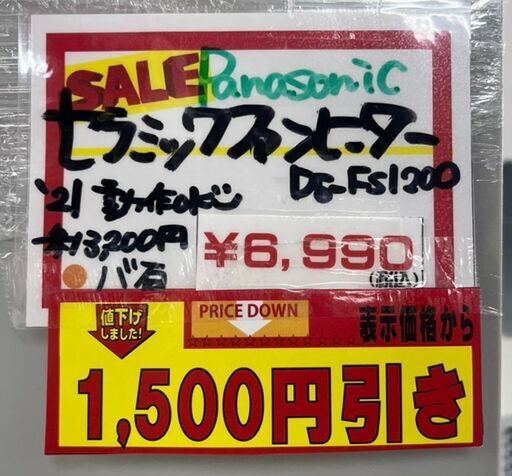 SALE Panasonic
セラミックファンヒーター
DS-FS1200
'21 動作OK
¥13,200円
¥6,990
(税込)
値下げ
しました!
PRICE DOWN
表示価格から
1,500円引き